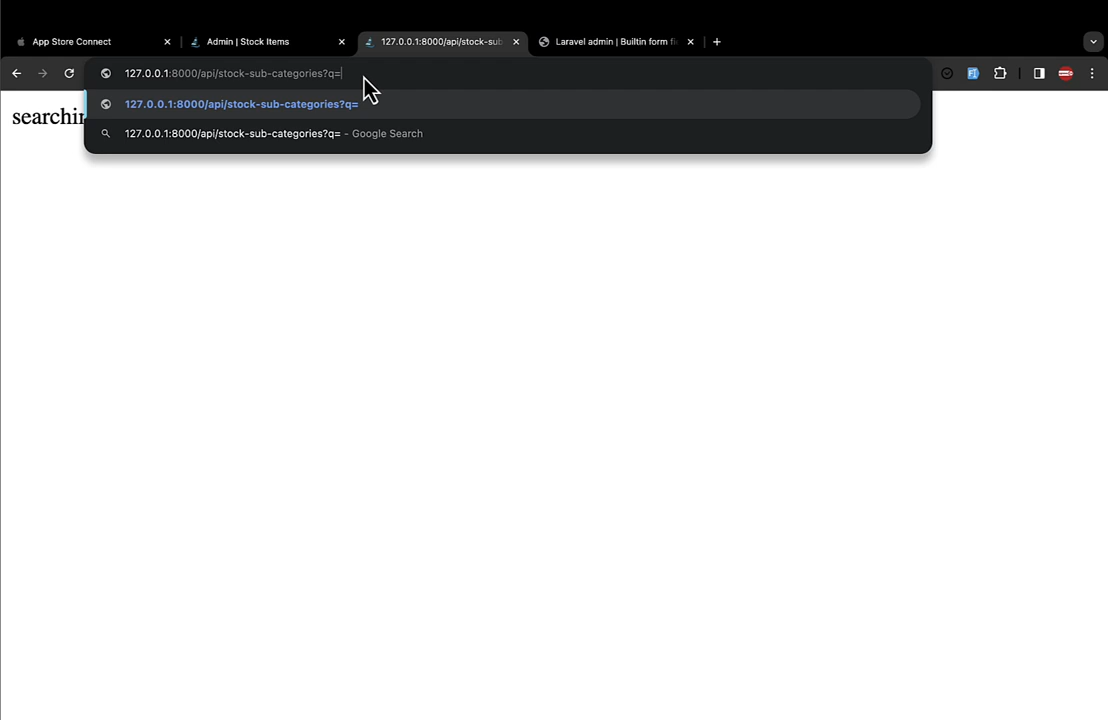 App Store Connect
Admin | Stock Items
127.0.0.1:8000/api/stock-sub
Laravel admin | Builtin form fi
127.0.0.1:8000/api/stock-sub-categories?q=
127.0.0.1:8000/api/stock-sub-categories?q=
127.0.0.1:8000/api/stock-sub-categories?q= - Google Search
searchin